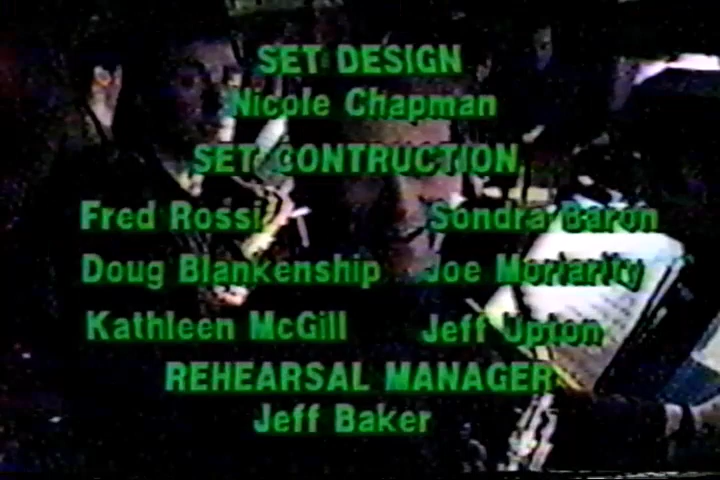 SET DESIGN
Nicole Chapman
SET CONTRUCTION
Fred Rossi Sondra Baron
Doug Blankenship Joe Moriarity
Kathleen McGill Jeff Upton
REHEARSAL MANAGER
Jeff Baker